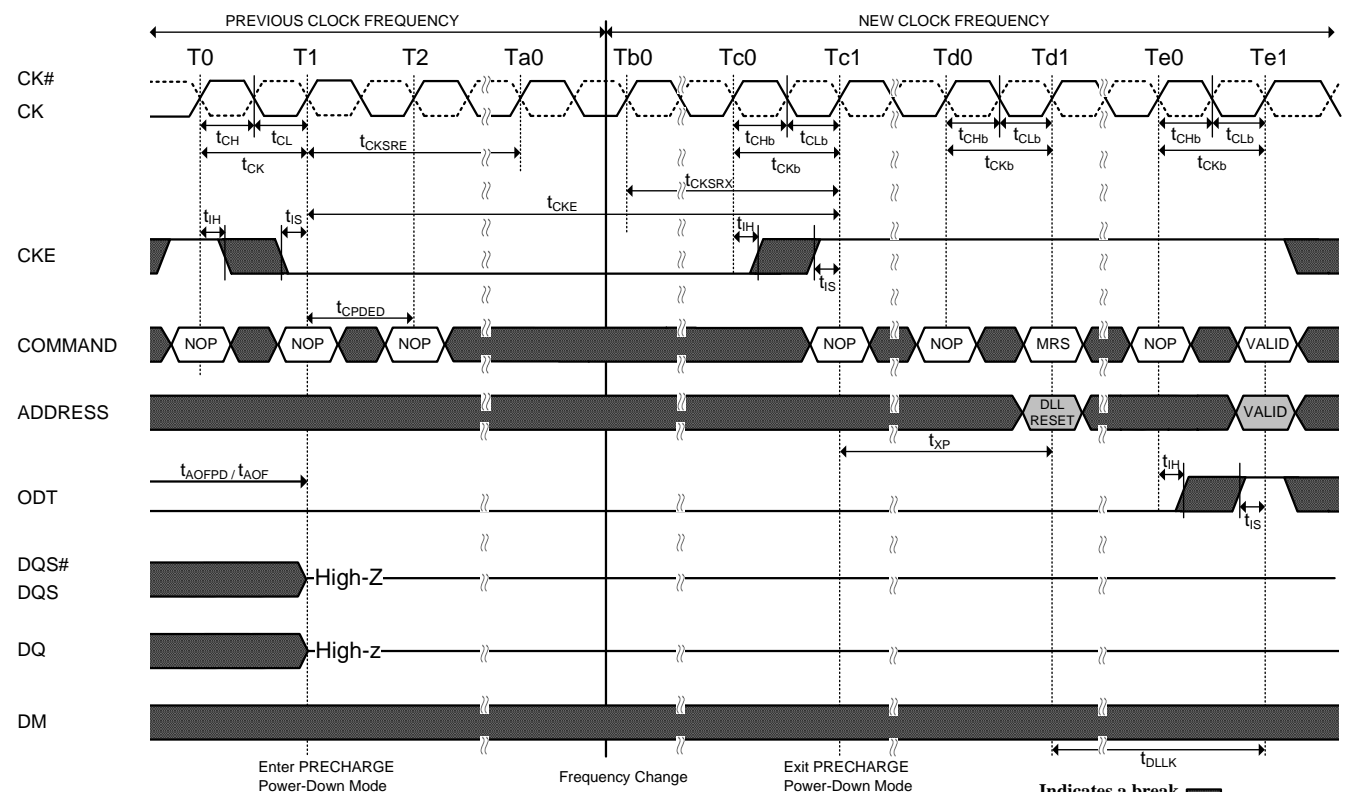 PREVIOUS CLOCK FREQUENCY NEW CLOCK FREQUENCY
T0 T1 T2 Ta0 Tb0 Tc0 Tc1 Td0 Td1 Te0 Te1
CK#
CK
tCH tCL tCKSRE tCHb tCLb tCHb tCLb tCHb tCLb
tCK tCKb tCKb tCKb
tCKSRX
tCKE
tIH tIS tIH
CKE
tIS
tCPDED
COMMAND NOP NOP NOP NOP NOP MRS NOP VALID
ADDRESS DLL RESET VALID
tXP
tAOFPD / tAOF tIH
ODT
tIS
DQS#
DQS
High-Z
DQ High-z
DM
tDLLK
Enter PRECHARGE
Power-Down Mode
Frequency Change
Exit PRECHARGE
Power-Down Mode
Indicates a break